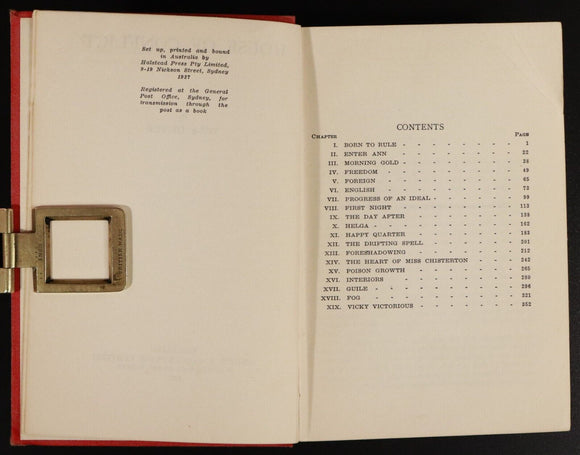 Set up, printed and bound
in Australia by
Halstead Press Pty Limited,
9-19 Nickson Street, Sydney
1937
Registered at the General
Post Office, Sydney, for
transmission through the
post as a book
CONTENTS
CHAPTER PAGE
I. BORN TO RULE - - - - - - - 1
II. ENTER ANN - - - - - - - 22
III. MORNING GOLD - - - - - - - 38
IV. FREEDOM - - - - - - - 49
V. FOREIGN - - - - - - - 65
VI. ENGLISH - - - - - - - 73
VII. PROGRESS OF AN IDEAL - - - - - - 99
VIII. FIRST NIGHT - - - - - - - 113
IX. THE DAY AFTER - - - - - - 138
X. HELGA - - - - - - - - 162
XI. HAPPY QUARTER - - - - - - 183
XII. THE DRIFTING SPELL - - - - - - 201
XIII. FORESHADOWING - - - - - - 212
XIV. THE HEART OF MISS CHISTERTON - - - - 243
XV. POISON GROWTH - - - - - - 265
XVI. INTERIORS - - - - - - - 280
XVII. GUILE - - - - - - - - 296
XVIII. FOG - - - - - - - - 321
XIX. VICKY VICTORIOUS - - - - - - 352